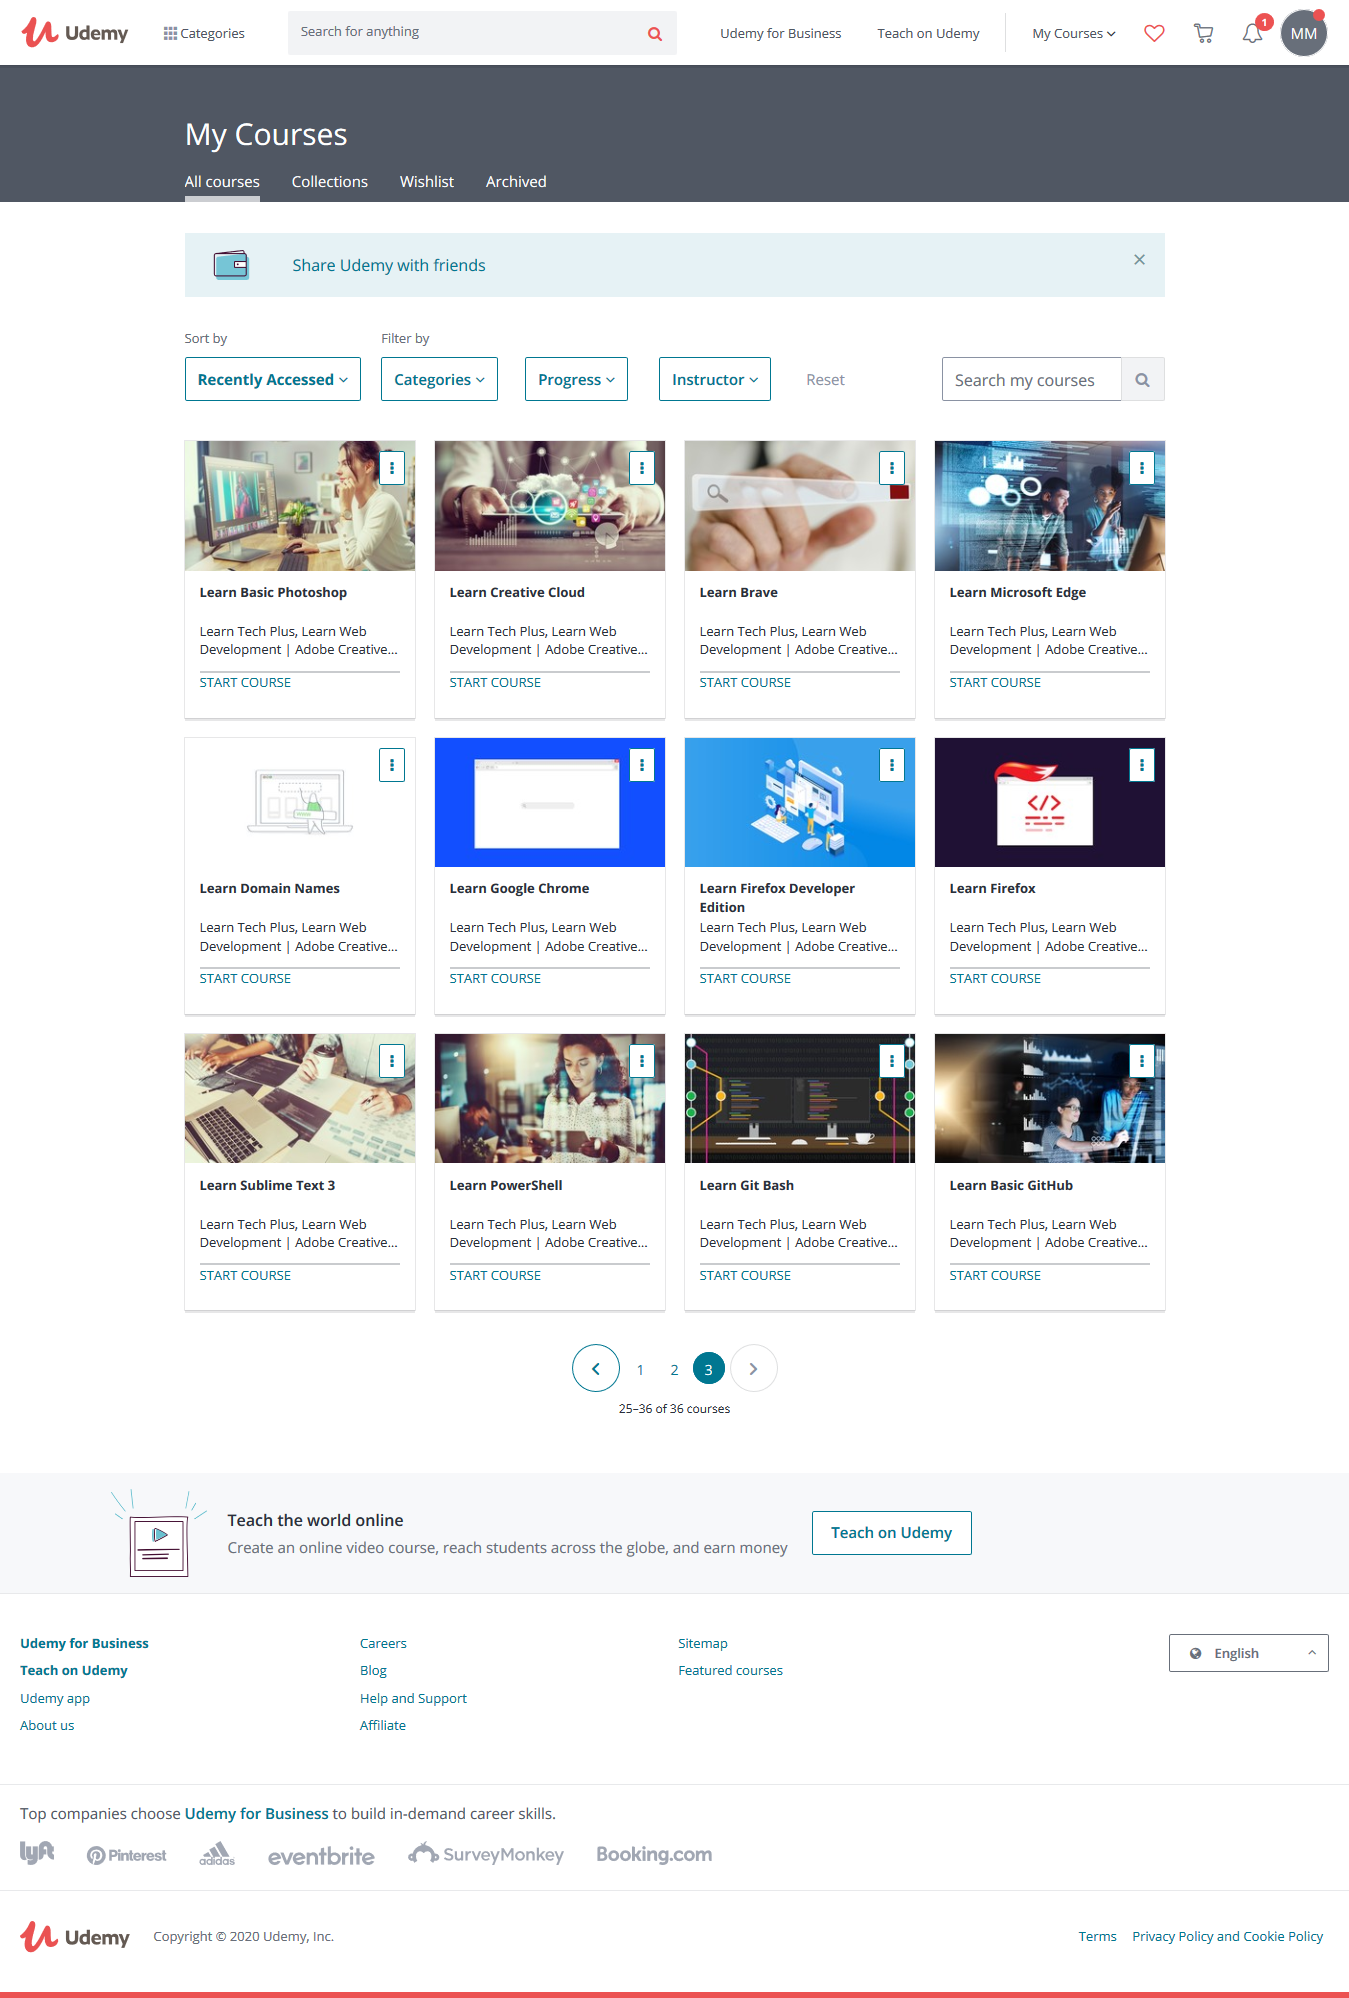 Udemy
Categories
Search for anything
Udemy for Business
Teach on Udemy
My Courses
1
MM
My Courses
All courses
Collections
Wishlist
Archived
Share Udemy with friends
Sort by
Filter by
Recently Accessed
Categories
Progress
Instructor
Reset
Search my courses
Learn Basic Photoshop
Learn Tech Plus, Learn Web
Development | Adobe Creative...
START COURSE
Learn Creative Cloud
Learn Tech Plus, Learn Web
Development | Adobe Creative...
START COURSE
Learn Brave
Learn Tech Plus, Learn Web
Development | Adobe Creative...
START COURSE
Learn Microsoft Edge
Learn Tech Plus, Learn Web
Development | Adobe Creative...
START COURSE
Learn Domain Names
Learn Tech Plus, Learn Web
Development | Adobe Creative...
START COURSE
Learn Google Chrome
Learn Tech Plus, Learn Web
Development | Adobe Creative...
START COURSE
Learn Firefox Developer
Edition
Learn Tech Plus, Learn Web
Development | Adobe Creative...
START COURSE
</>
Learn Firefox
Learn Tech Plus, Learn Web
Development | Adobe Creative...
START COURSE
Learn Sublime Text 3
Learn Tech Plus, Learn Web
Development | Adobe Creative...
START COURSE
Learn PowerShell
Learn Tech Plus, Learn Web
Development | Adobe Creative...
START COURSE
Learn Git Bash
Learn Tech Plus, Learn Web
Development | Adobe Creative...
START COURSE
Learn Basic GitHub
Learn Tech Plus, Learn Web
Development | Adobe Creative...
START COURSE
1 2 3
25–36 of 36 courses
Teach the world online
Create an online video course, reach students across the globe, and earn money
Teach on Udemy
Udemy for Business
Teach on Udemy
Udemy app
About us
Careers
Blog
Help and Support
Affiliate
Sitemap
Featured courses
English
Top companies choose Udemy for Business to build in-demand career skills.
lyft
Pinterest
adidas
eventbrite
SurveyMonkey
Booking.com
Udemy
Copyright © 2020 Udemy, Inc.
Terms
Privacy Policy and Cookie Policy